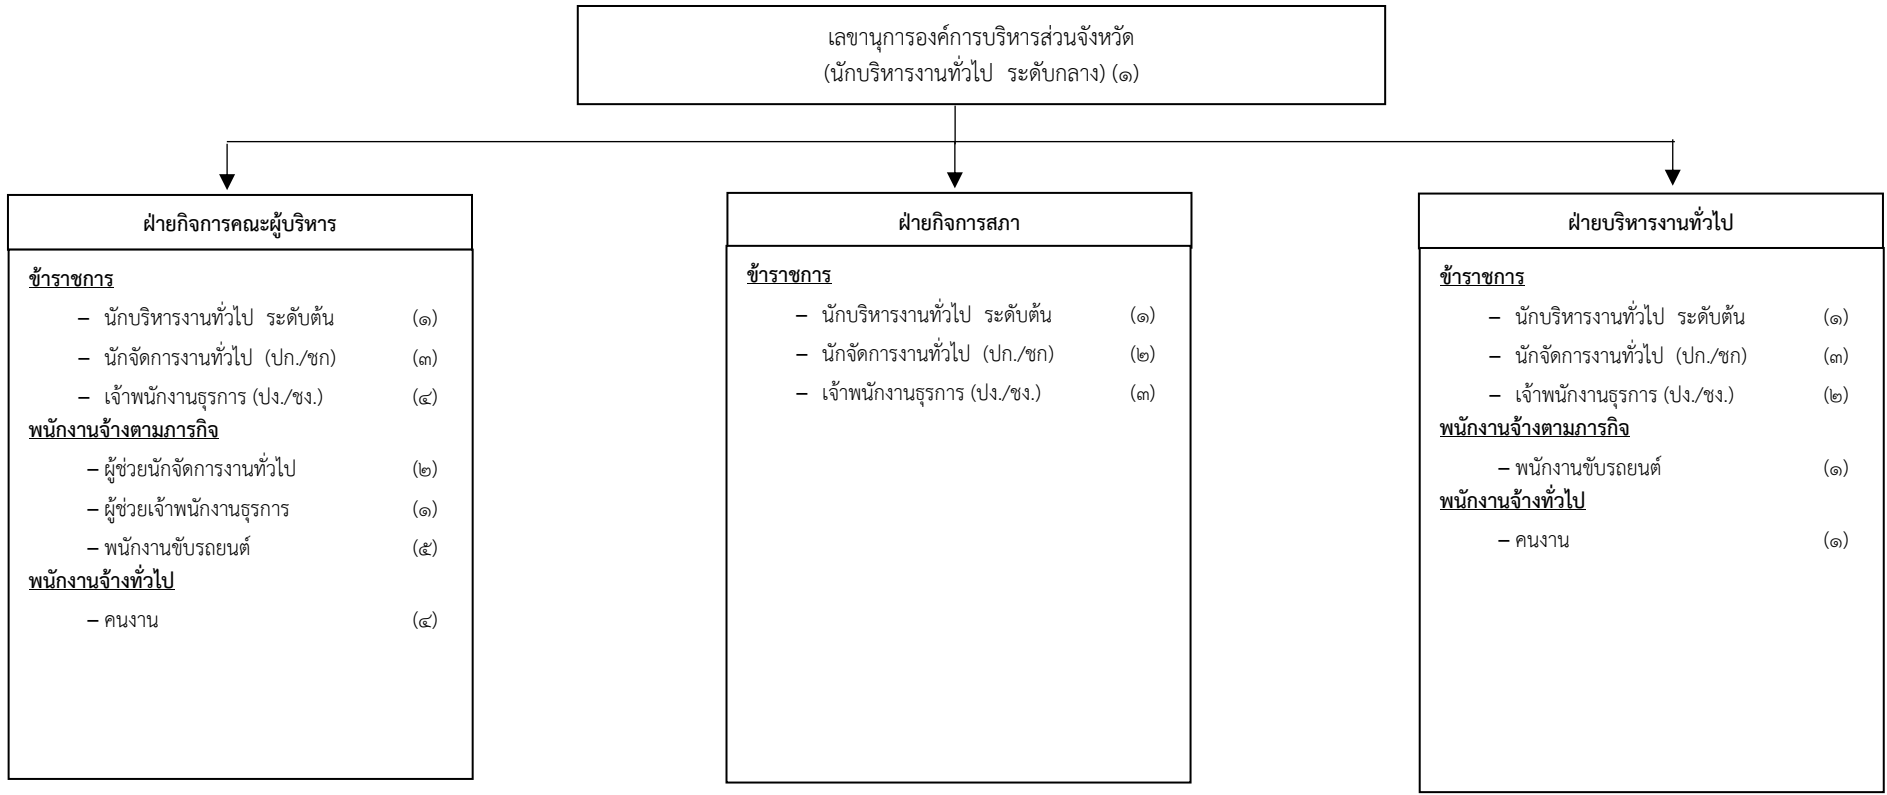 เลขานุการองค์การบริหารส่วนจังหวัด
(นักบริหารงานทั่วไป ระดับกลาง) (๑)
ฝ่ายกิจการคณะผู้บริหาร
ข้าราชการ
– นักบริหารงานทั่วไป ระดับต้น (๑)
– นักจัดการงานทั่วไป (ปก./ชก) (๓)
– เจ้าพนักงานธุรการ (ปง./ชง.) (๔)
พนักงานจ้างตามภารกิจ
– ผู้ช่วยนักจัดการงานทั่วไป (๒)
– ผู้ช่วยเจ้าพนักงานธุรการ (๑)
– พนักงานขับรถยนต์ (๕)
พนักงานจ้างทั่วไป
– คนงาน (๔)
ฝ่ายกิจการสภา
ข้าราชการ
– นักบริหารงานทั่วไป ระดับต้น (๑)
– นักจัดการงานทั่วไป (ปก./ชก) (๒)
– เจ้าพนักงานธุรการ (ปง./ชง.) (๓)
ฝ่ายบริหารงานทั่วไป
ข้าราชการ
– นักบริหารงานทั่วไป ระดับต้น (๑)
– นักจัดการงานทั่วไป (ปก./ชก) (๓)
– เจ้าพนักงานธุรการ (ปง./ชง.) (๒)
พนักงานจ้างตามภารกิจ
– พนักงานขับรถยนต์ (๑)
พนักงานจ้างทั่วไป
– คนงาน (๑)